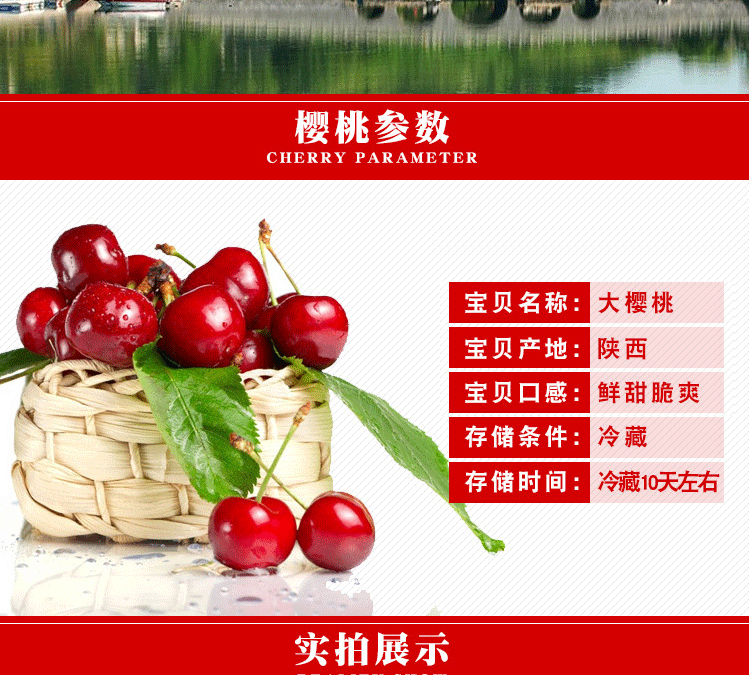 樱桃参数
CHERRY PARAMETER
宝贝名称: 大樱桃
宝贝产地: 陕西
宝贝口感: 鲜甜脆爽
存储条件: 冷藏
存储时间: 冷藏10天左右
实拍展示